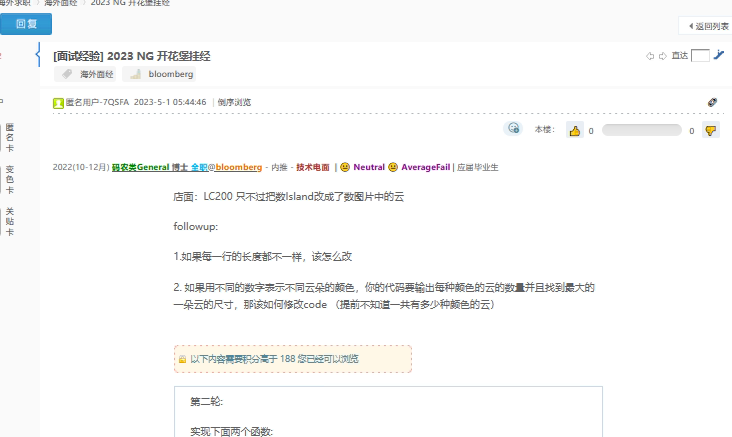 海外求职 > 海外面经 > 2023 NG 开花堡挂经
回复
返回列表
[面试经验] 2023 NG 开花堡挂经
直达
海外面经 bloomberg
匿名用户-7QSFA 2023-5-1 05:44:46 | 倒序浏览
匿名卡
变色卡
关贴卡
本楼: 0 0
2022(10-12月) 码农类General 博士 全职@bloomberg - 内推 - 技术电面 | Neutral AverageFail | 应届毕业生
店面：LC200 只不过把数Island改成了数图片中的云
followup:
1.如果每一行的长度都不一样，该怎么改
2. 如果用不同的数字表示不同云朵的颜色，你的代码要输出每种颜色的云的数量并且找到最大的
一朵云的尺寸，那该如何修改code （提前不知道一共有多少种颜色的云）
以下内容需要积分高于 188 您已经可以浏览
第二轮:
实现下面两个函数: